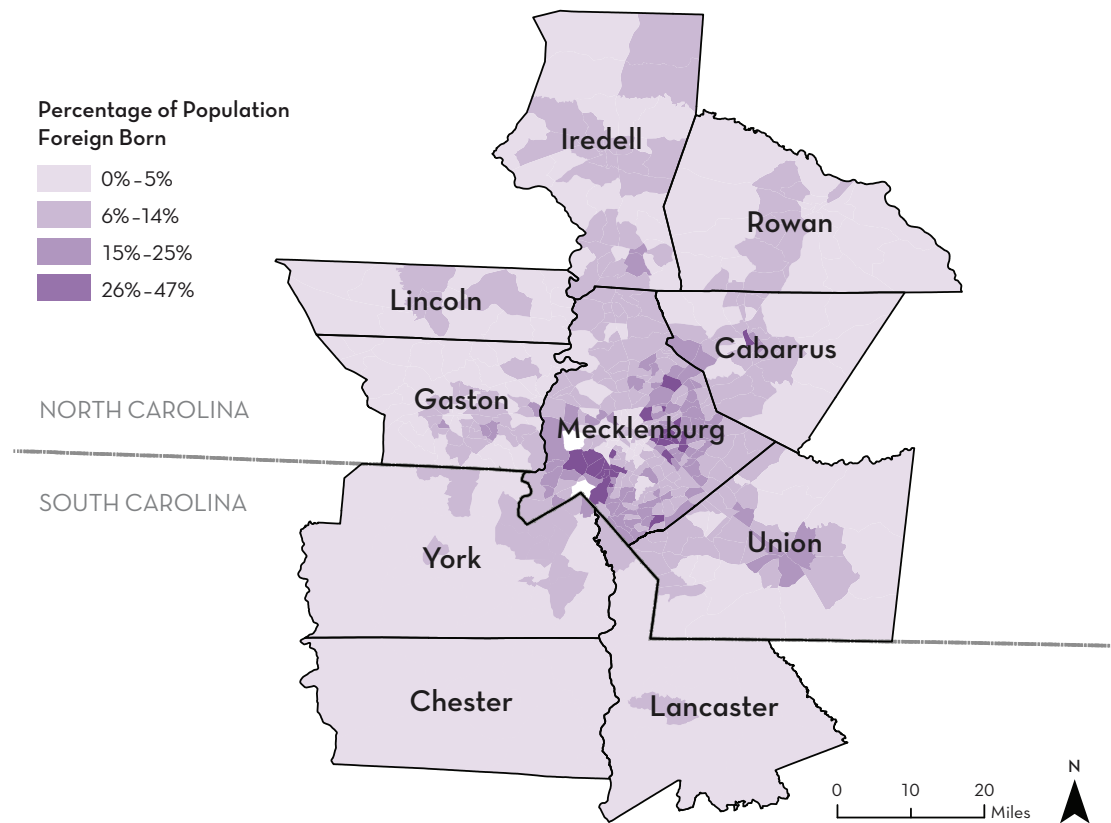 Percentage of Population
Foreign Born
0%–5%
6%–14%
15%–25%
26%–47%
Iredell
Rowan
Lincoln
Cabarrus
Gaston
Mecklenburg
NORTH CAROLINA
SOUTH CAROLINA
Union
York
Chester
Lancaster
N
0 10 20
Miles